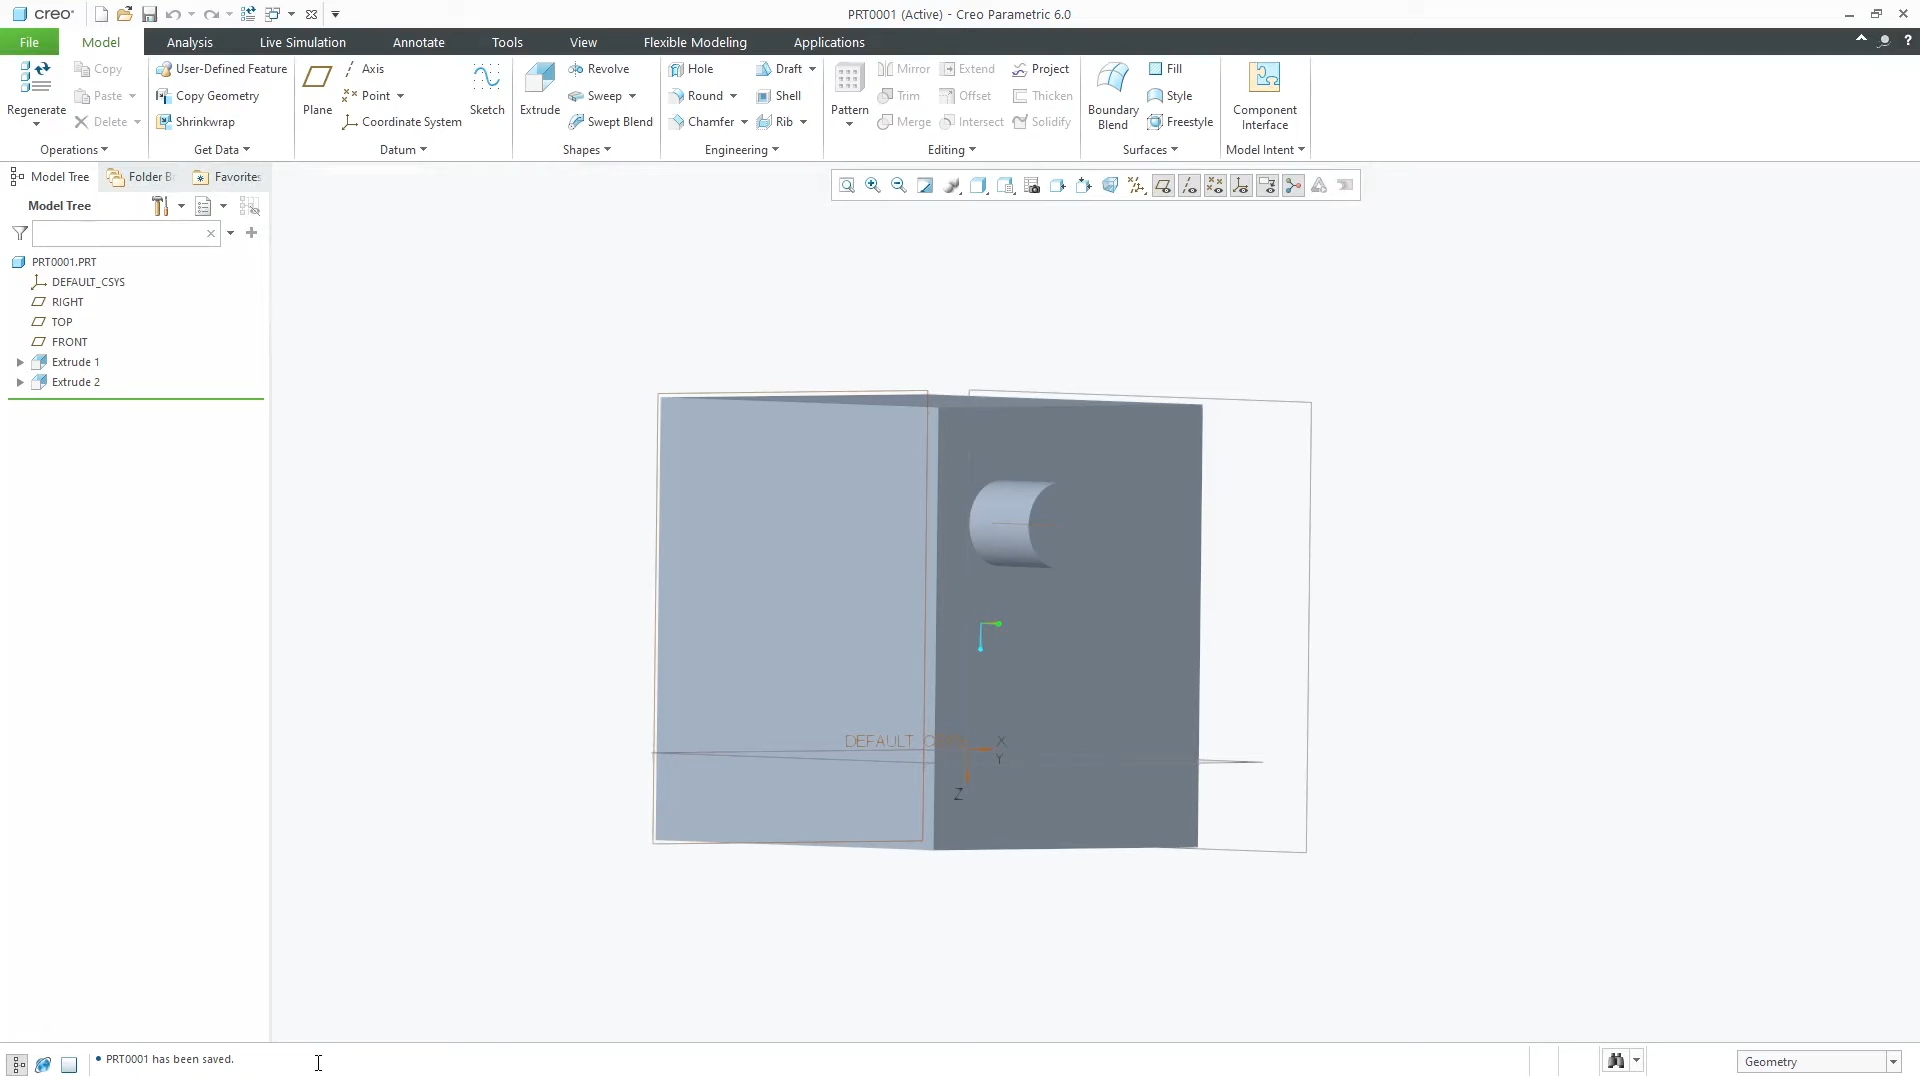 creo
PRT0001 (Active) - Creo Parametric 6.0
File Model Analysis Live Simulation Annotate Tools View Flexible Modeling Applications
?
Regenerate
Copy
Paste
Delete
Operations
User-Defined Feature
Copy Geometry
Shrinkwrap
Get Data
Plane
Axis
Point
Coordinate System
Sketch
Datum
Extrude
Revolve
Sweep
Swept Blend
Shapes
Hole
Round
Chamfer
Draft
Shell
Rib
Engineering
Pattern
Mirror
Trim
Merge
Extend
Offset
Intersect
Project
Thicken
Solidify
Editing
Boundary
Blend
Fill
Style
Freestyle
Surfaces
Component
Interface
Model Intent
Model Tree Folder Br Favorites
Model Tree
PRT0001.PRT
DEFAULT_CSYS
RIGHT
TOP
FRONT
Extrude 1
Extrude 2
DEFAULT
X
Y
Z
• PRT0001 has been saved.
Geometry